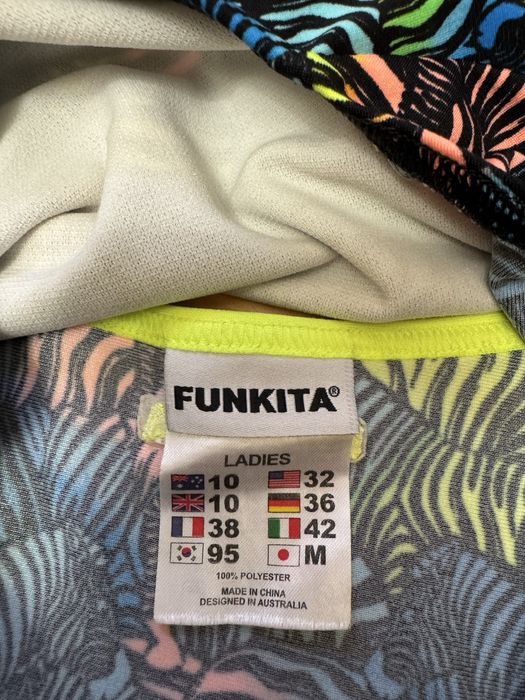 FUNKITA®
LADIES
10 32
10 36
38 42
95 M
100% POLYESTER
MADE IN CHINA
DESIGNED IN AUSTRALIA